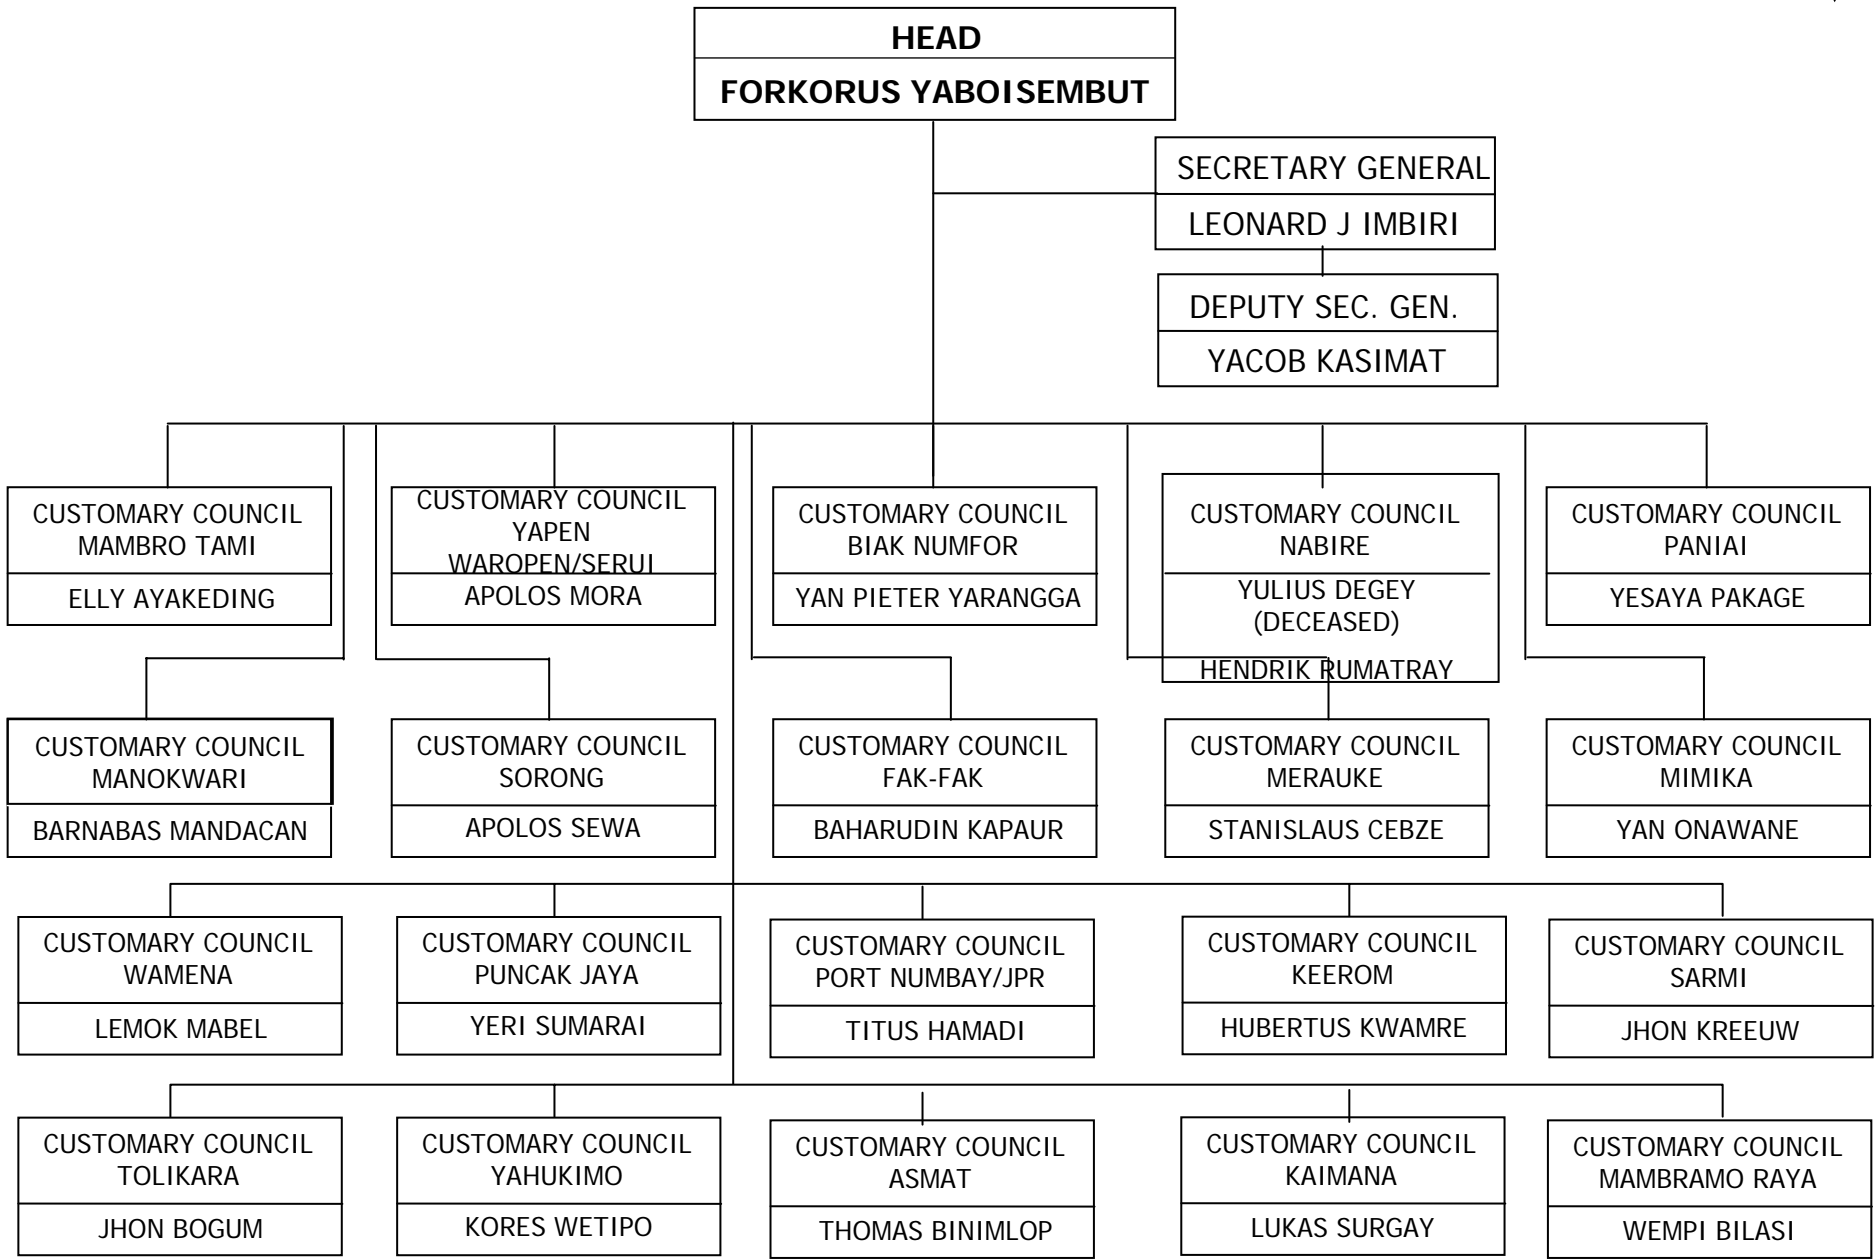 HEAD
FORKORUS YABOISEMBUT
SECRETARY GENERAL
LEONARD J IMBIRI
DEPUTY SEC. GEN.
YACOB KASIMAT
CUSTOMARY COUNCIL
MAMBRO TAMI
ELLY AYAKEDING
CUSTOMARY COUNCIL
YAPEN
WAROPEN/SERUI
APOLOS MORA
CUSTOMARY COUNCIL
BIAK NUMFOR
YAN PIETER YARANGGA
CUSTOMARY COUNCIL
NABIRE
YULIUS DEGEY
(DECEASED)
HENDRIK RUMATRAY
CUSTOMARY COUNCIL
PANIAI
YESAYA PAKAGE
CUSTOMARY COUNCIL
MANOKWARI
BARNABAS MANDACAN
CUSTOMARY COUNCIL
SORONG
APOLOS SEWA
CUSTOMARY COUNCIL
FAK-FAK
BAHARUDIN KAPAUR
CUSTOMARY COUNCIL
MERAUKE
STANISLAUS CEBZE
CUSTOMARY COUNCIL
MIMIKA
YAN ONAWANE
CUSTOMARY COUNCIL
WAMENA
LEMOK MABEL
CUSTOMARY COUNCIL
PUNCAK JAYA
YERI SUMARAI
CUSTOMARY COUNCIL
PORT NUMBAY/JPR
TITUS HAMADI
CUSTOMARY COUNCIL
KEEROM
HUBERTUS KWAMRE
CUSTOMARY COUNCIL
SARMI
JHON KREEUW
CUSTOMARY COUNCIL
TOLIKARA
JHON BOGUM
CUSTOMARY COUNCIL
YAHUKIMO
KORES WETIPO
CUSTOMARY COUNCIL
ASMAT
THOMAS BINIMLOP
CUSTOMARY COUNCIL
KAIMANA
LUKAS SURGAY
CUSTOMARY COUNCIL
MAMBRAMO RAYA
WEMPI BILASI